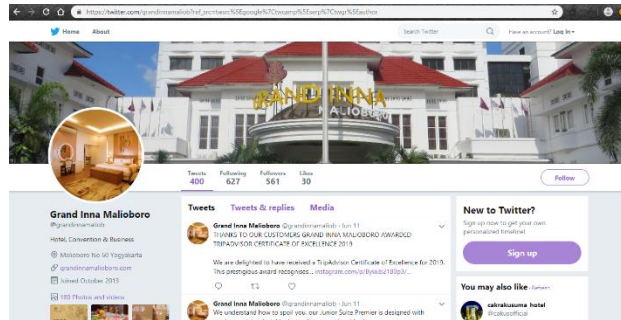 https://twitter.com/grandinnamaliob?ref_src=twsrc%5Egoogle%7Ctwcamp%5Eserp%7Ctwgr%5Eauthor
Home About Search Twitter Have an account? Log in
GRAND INNA
MALIOBORO
Tweets Following Followers Likes
400 627 561 30
Follow
Grand Inna Malioboro
@grandinnamaliob
Hotel, Convention & Business
Malioboro No 60 Yogyakarta
grandinnamalioboro.com
Joined October 2013
180 Photos and videos
Tweets Tweets & replies Media
Grand Inna Malioboro @grandinnamaliob · Jun 11
THANKS TO OUR CUSTOMERS GRAND INNA MALIOBORO AWARDED
TRIPADVISOR CERTIFICATE OF EXCELLENCE 2019
We are delighted to have received a TripAdvisor Certificate of Excellence for 2019.
This prestigious award recognises...
Grand Inna Malioboro @grandinnamaliob · Jun 11
We understand how to spoil you. our Junior Suite Premier is designed with
New to Twitter?
Sign up now to get your own
personalized timeline!
Sign up
You may also like · Refresh
cakrakusuma hotel
@cakuofficial